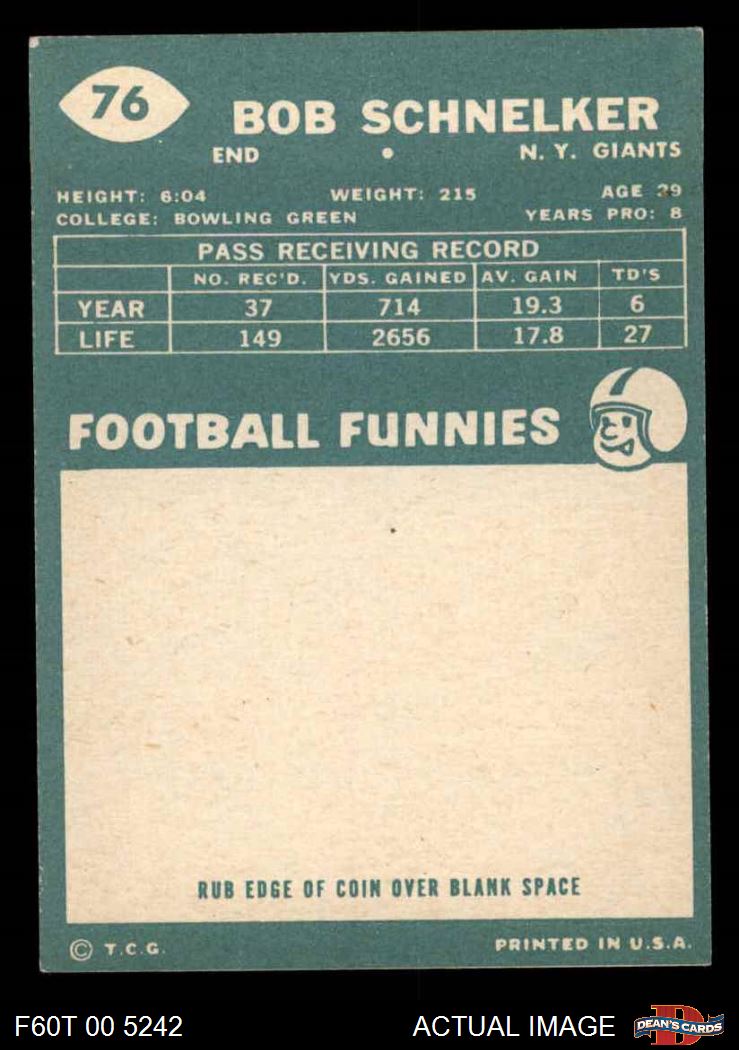 76
BOB SCHNELKER
END • N. Y. GIANTS
HEIGHT: 6:04 WEIGHT: 215 AGE 29
COLLEGE: BOWLING GREEN YEARS PRO: 8
PASS RECEIVING RECORD
NO. REC'D. YDS. GAINED AV. GAIN TD'S
YEAR 37 714 19.3 6
LIFE 149 2656 17.8 27
FOOTBALL FUNNIES
RUB EDGE OF COIN OVER BLANK SPACE
© T.C.G. PRINTED IN U.S.A.
F60T 00 5242 ACTUAL IMAGE D DEAN'S CARDS